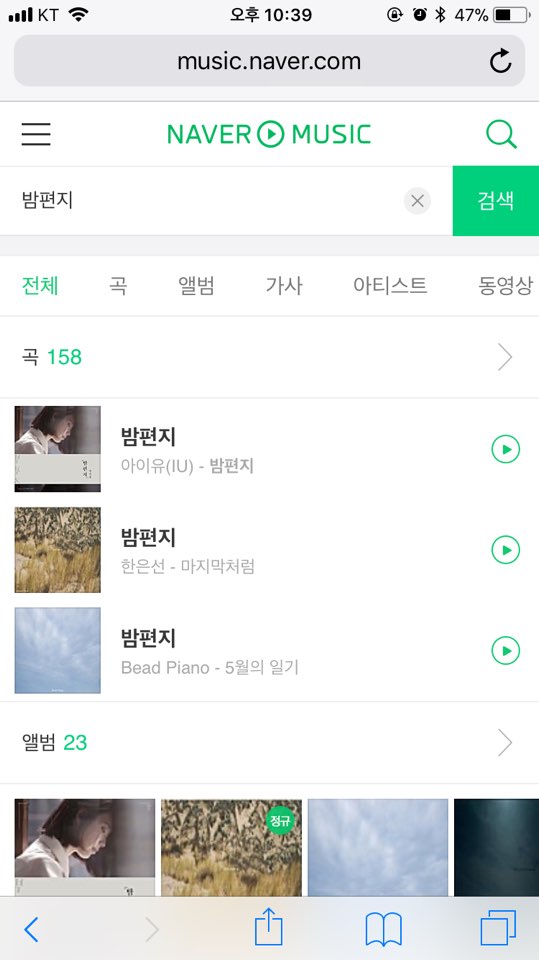 KT 오후 10:39 47%
music.naver.com
NAVER MUSIC
밤편지 검색
전체 곡 앨범 가사 아티스트 동영상
곡 158
밤편지
아이유(IU) - 밤편지
밤편지
한은선 - 마지막처럼
밤편지
Bead Piano - 5월의 일기
앨범 23
정규